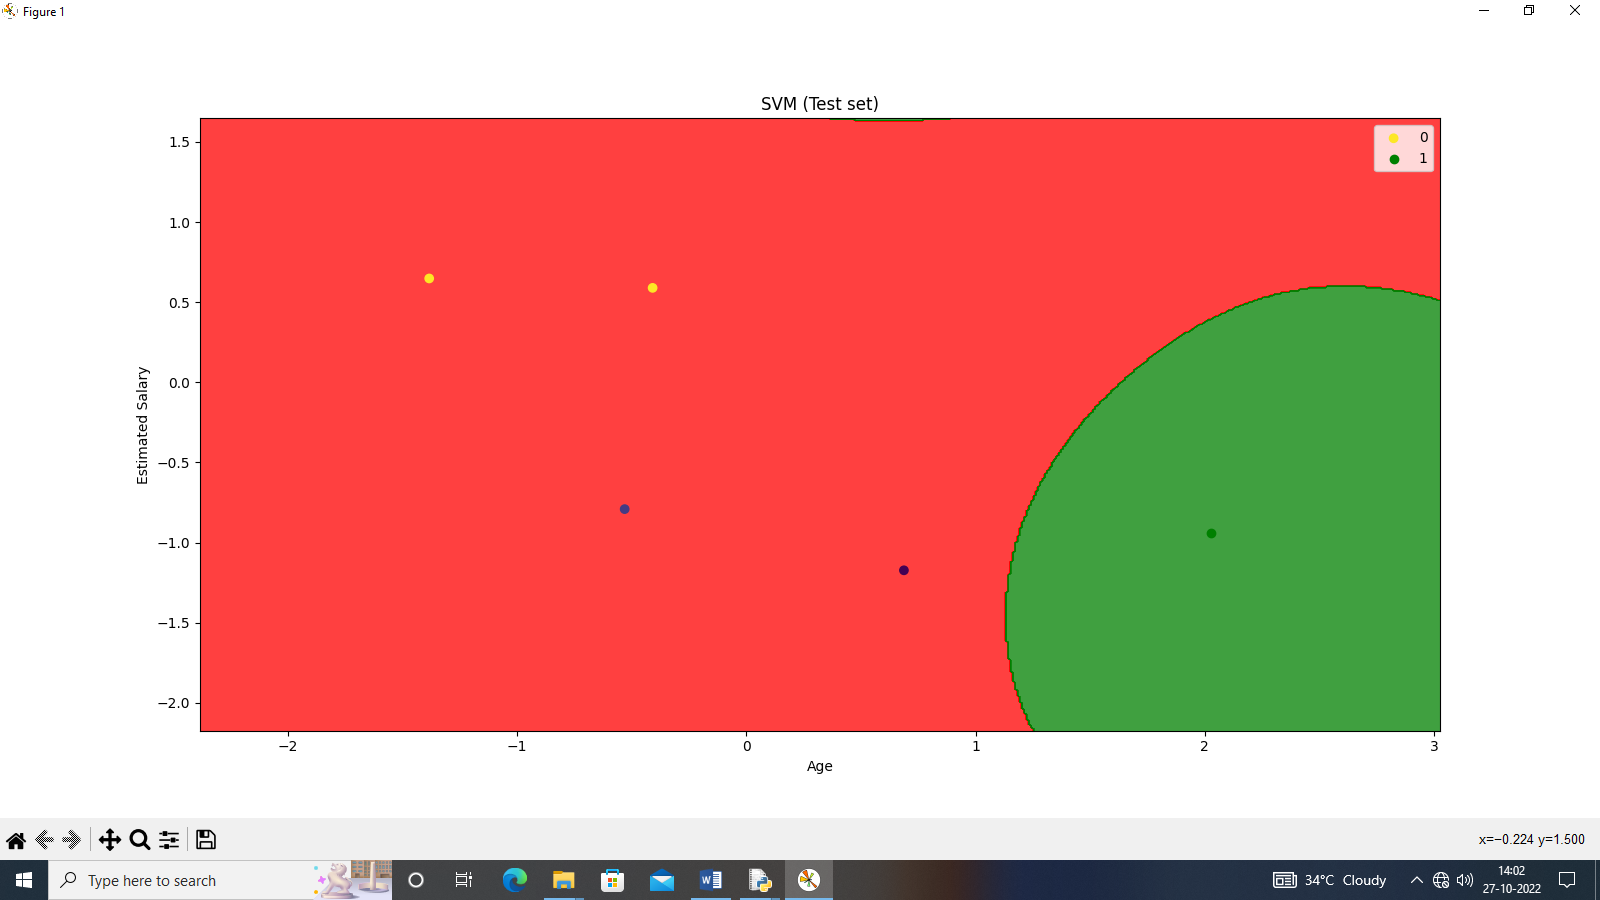 Figure 1
SVM (Test set)
0
1
1.5
1.0
0.5
0.0
−0.5
−1.0
−1.5
−2.0
Estimated Salary
−2
−1
0
1
2
3
Age
x=−0.224 y=1.500
Type here to search
34°C Cloudy
14:02
27-10-2022